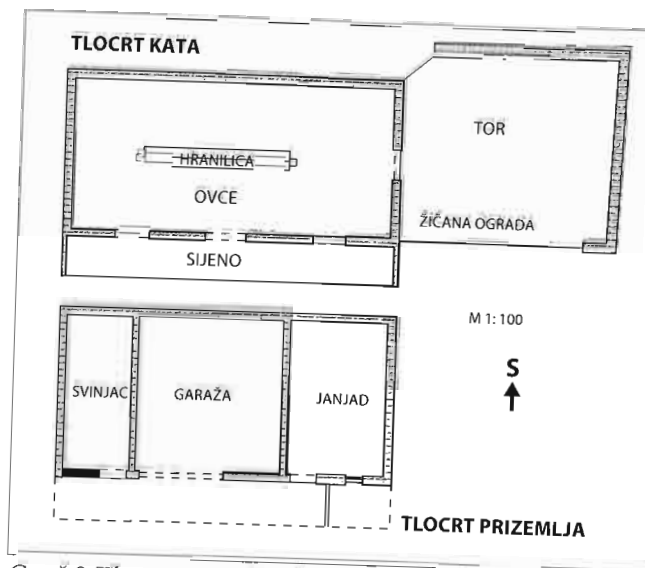 TLOCRT KATA
TOR
HRANILICA
OVCE
ŽIČANA OGRADA
SIJENO
M 1: 100
S
SVINJAC
GARAŽA
JANJAD
TLOCRT PRIZEMLJA